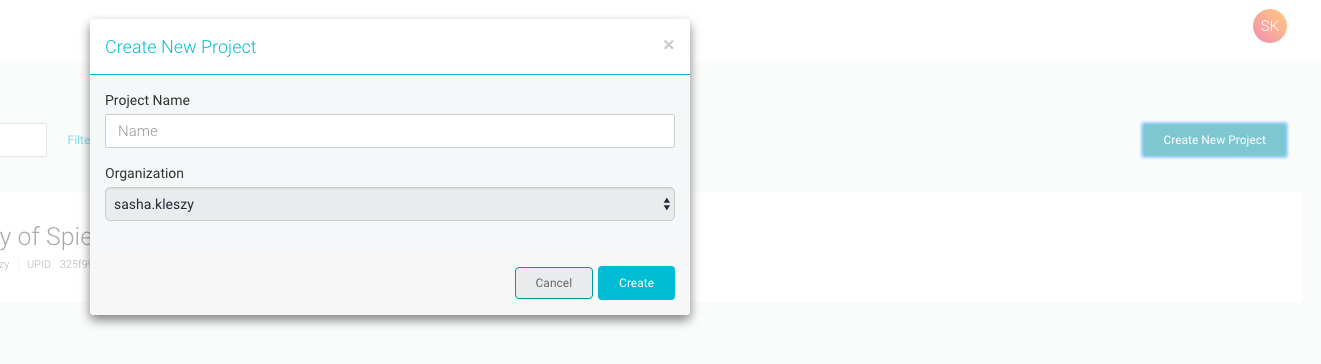 SK
Create New Project
×
Project Name
Name
Filte
Create New Project
Organization
sasha.kleszy
y of Spie
zy | UPID 325f9
Cancel
Create